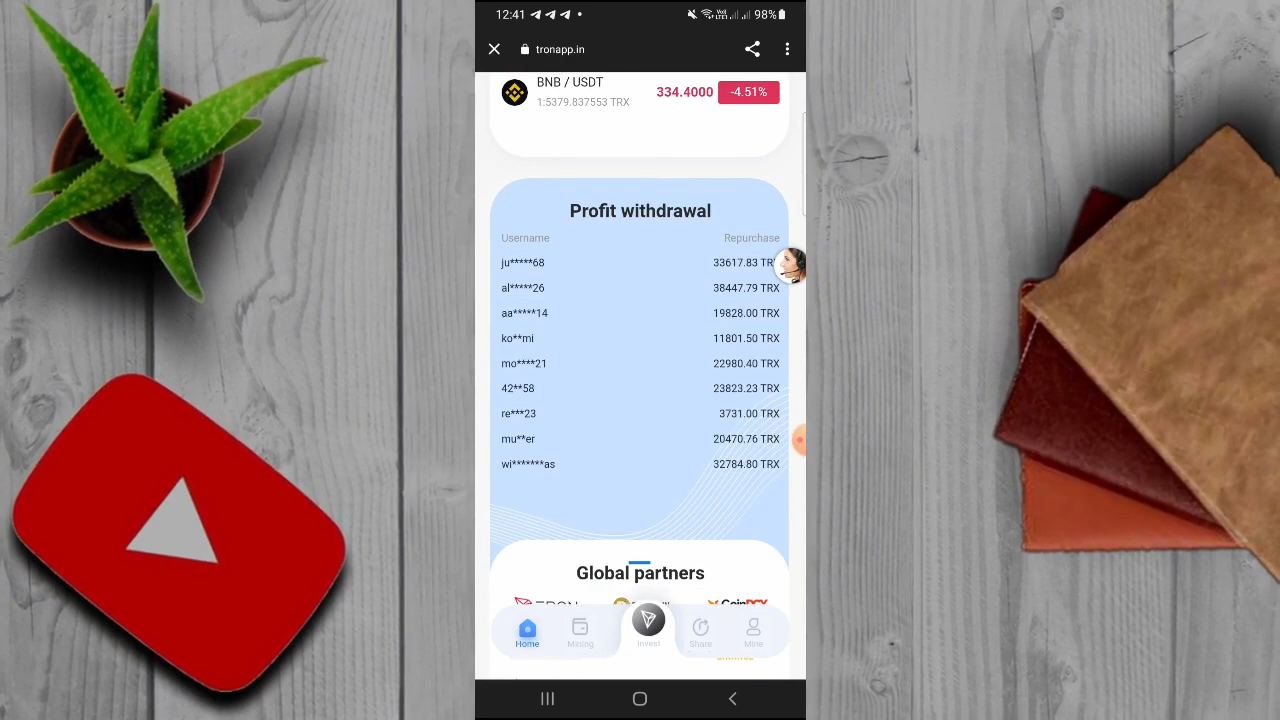 12:41
98%
tronapp.in
BNB / USDT
1:5379.837553 TRX
334.4000
-4.51%
Profit withdrawal
Username Repurchase
ju*****68 33617.83 TRX
al*****26 38447.79 TRX
aa*****14 19828.00 TRX
ko**mi 11801.50 TRX
mo****21 22980.40 TRX
42**58 23823.23 TRX
re***23 3731.00 TRX
mu**er 20470.76 TRX
wi*******as 32784.80 TRX
Global partners
Home Mining Invest Share Mine